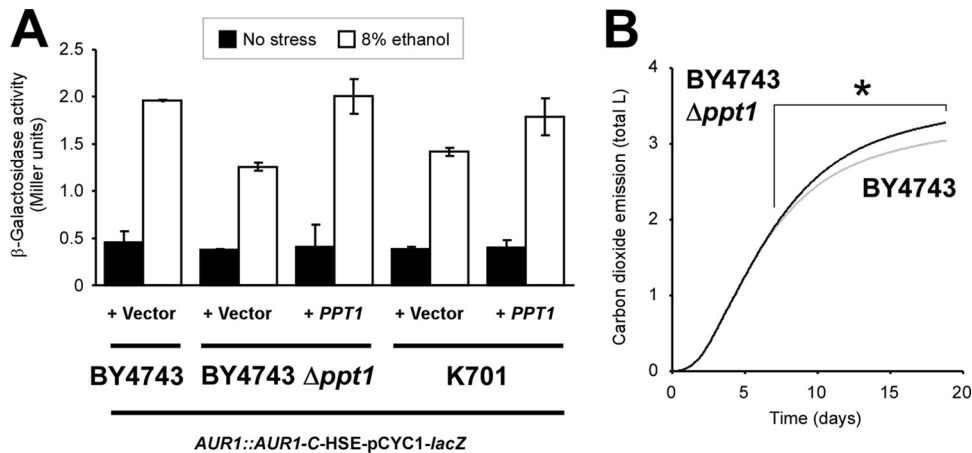 A
No stress 8% ethanol
β-Galactosidase activity
(Miller units)
2.5
2.0
1.5
1.0
0.5
0
+ Vector + Vector + PPT1 + Vector + PPT1
BY4743 BY4743 Δppt1 K701
AUR1::AUR1-C-HSE-pCYC1-lacZ
B
Carbon dioxide emission (total L)
4
3
2
1
0
BY4743
Δppt1
*
BY4743
0 5 10 15 20
Time (days)